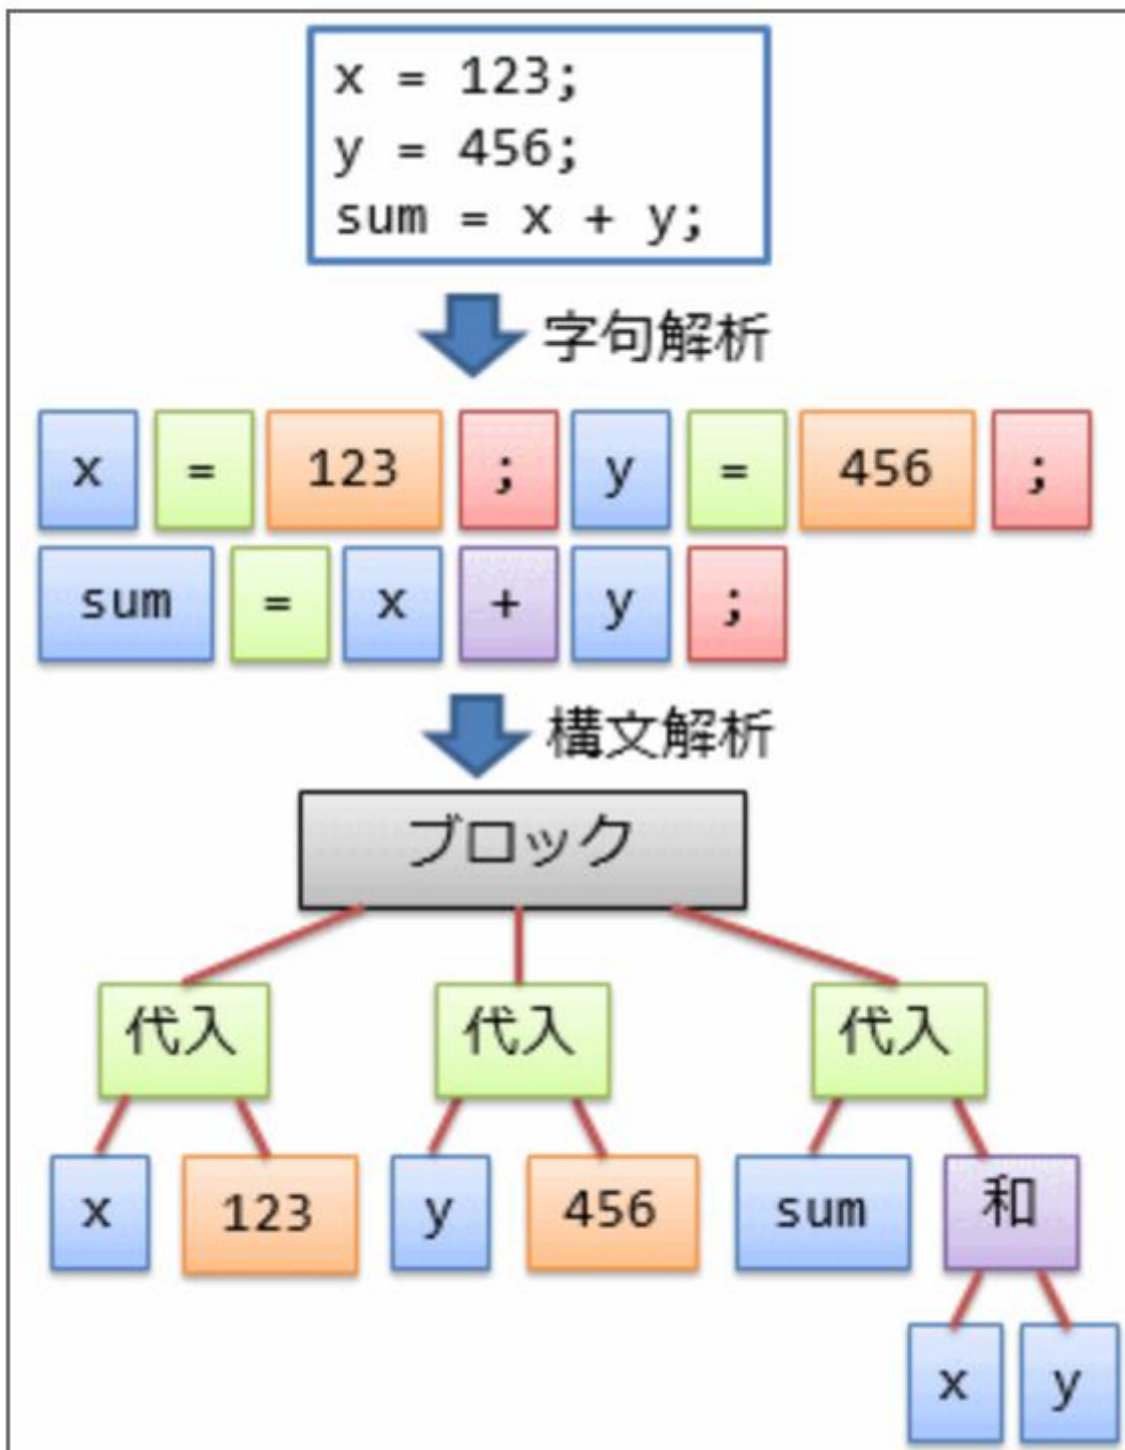 x = 123;
y = 456;
sum = x + y;
字句解析
x = 123 ; y = 456 ;
sum = x + y ;
構文解析
ブロック
代入 代入 代入
x 123 y 456 sum 和
x y